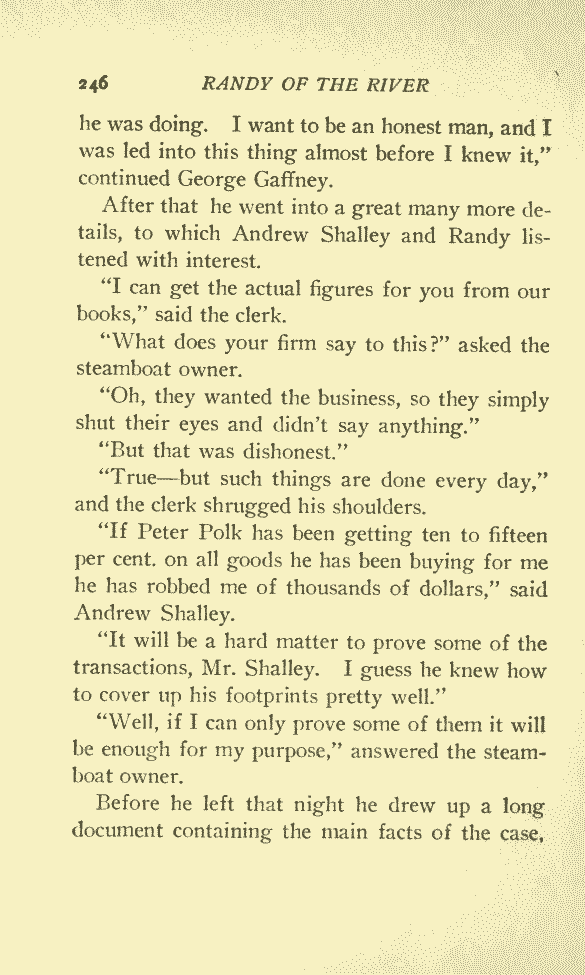 246 RANDY OF THE RIVER
he was doing. I want to be an honest man, and I
was led into this thing almost before I knew it,”
continued George Gaffney.
After that he went into a great many more de-
tails, to which Andrew Shalley and Randy lis-
tened with interest.
“I can get the actual figures for you from our
books,” said the clerk.
“What does your firm say to this?” asked the
steamboat owner.
“Oh, they wanted the business, so they simply
shut their eyes and didn’t say anything.”
“But that was dishonest.”
“True—but such things are done every day,”
and the clerk shrugged his shoulders.
“If Peter Polk has been getting ten to fifteen
per cent. on all goods he has been buying for me
he has robbed me of thousands of dollars,” said
Andrew Shalley.
“It will be a hard matter to prove some of the
transactions, Mr. Shalley. I guess he knew how
to cover up his footprints pretty well.”
“Well, if I can only prove some of them it will
be enough for my purpose,” answered the steam-
boat owner.
Before he left that night he drew up a long
document containing the main facts of the case,